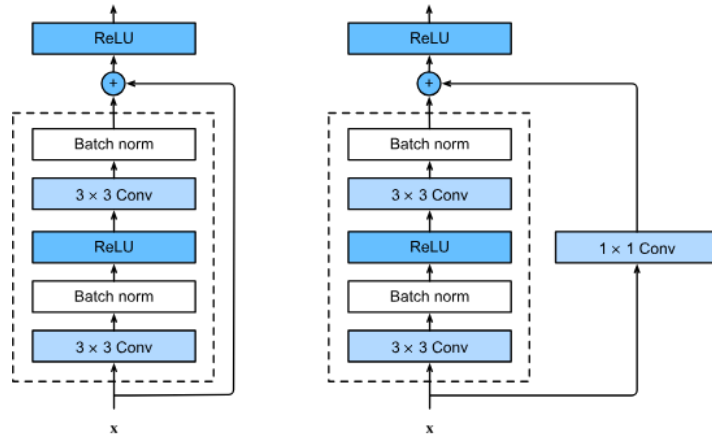 ReLU
+
Batch norm
3 × 3 Conv
ReLU
Batch norm
3 × 3 Conv
x
ReLU
+
Batch norm
3 × 3 Conv
ReLU
1 × 1 Conv
Batch norm
3 × 3 Conv
x